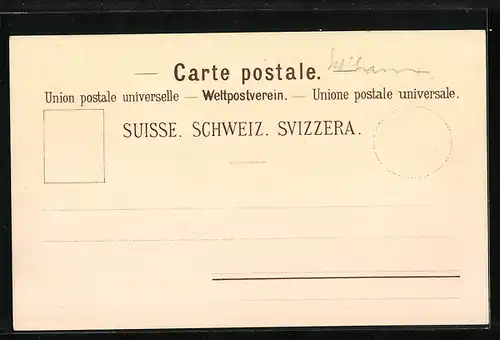 — Carte postale.
Union postale universelle — Weltpostverein. — Unione postale universale.
SUISSE. SCHWEIZ. SVIZZERA.